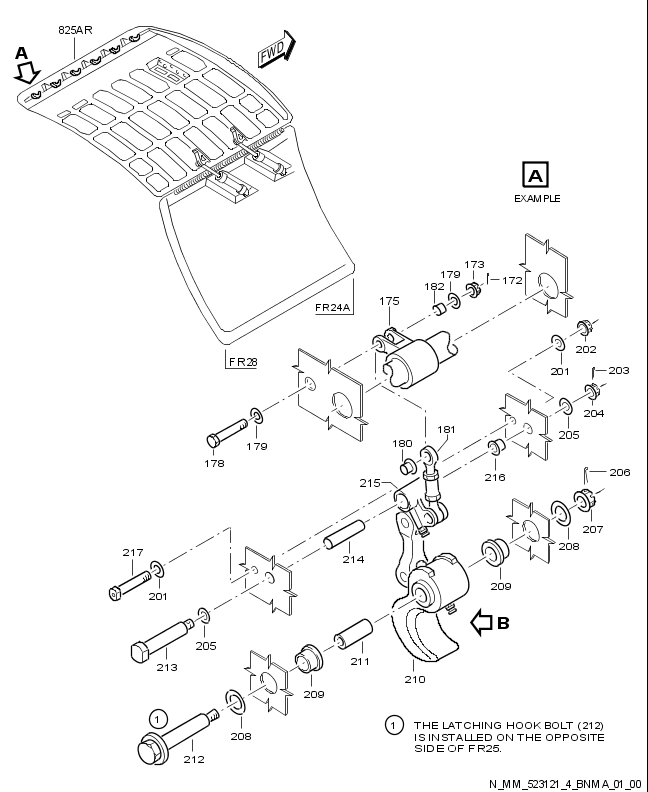 825AR
A
FWD
A
EXAMPLE
173
179
172
182
175
FR24A
FR28
202
201
203
204
205
181
180
178
179
216
215
206
207
208
214
217
201
209
205
213
B
211
210
209
1
208
212
1 THE LATCHING HOOK BOLT (212)
IS INSTALLED ON THE OPPOSITE
SIDE OF FR25.
N_MM_523121_4_BNMA_01_00